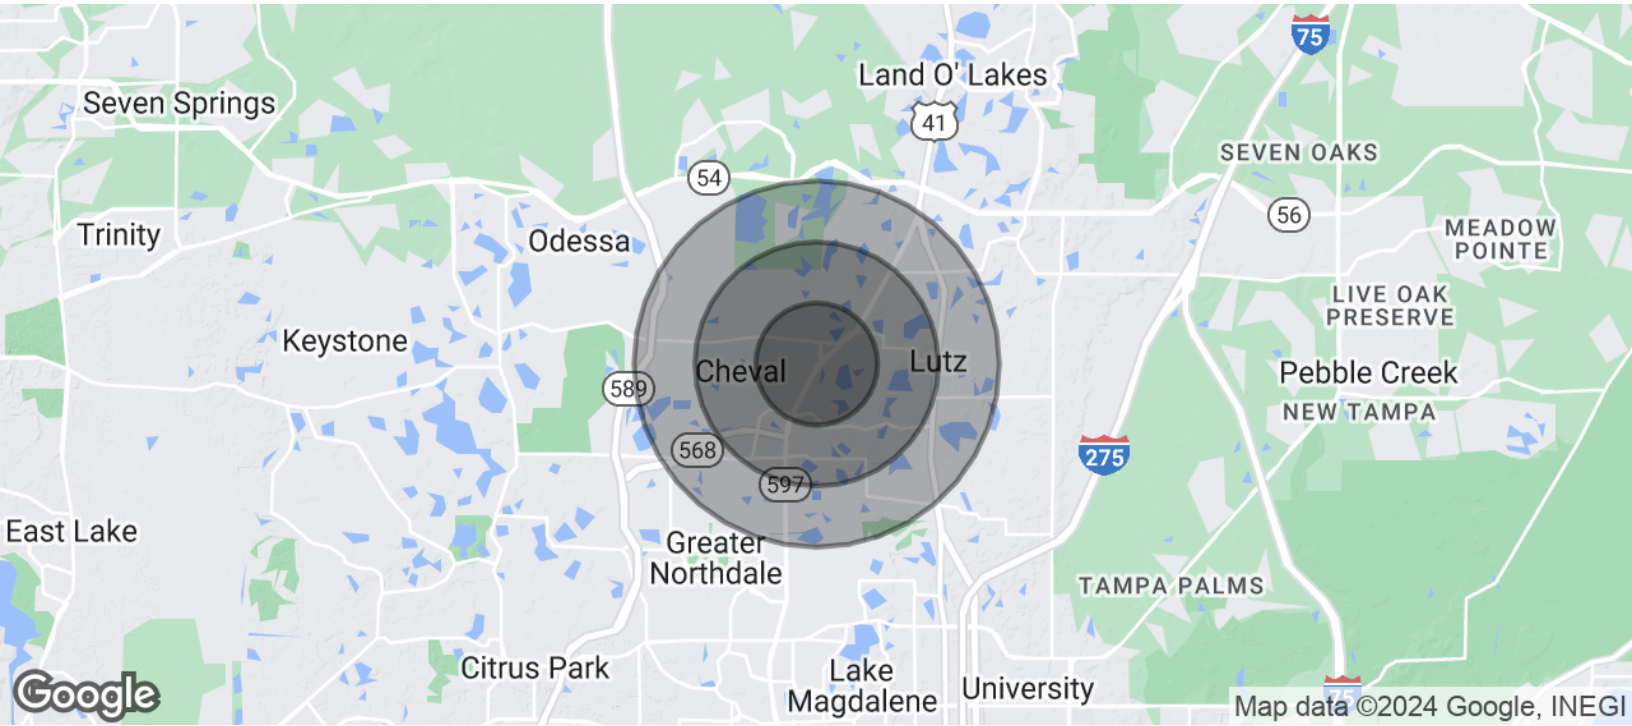 75
Land O' Lakes
Seven Springs
41
SEVEN OAKS
54
56
Trinity
Odessa
MEADOW
POINTE
LIVE OAK
PRESERVE
Keystone
Cheval
Lutz
Pebble Creek
589
NEW TAMPA
568
275
597
East Lake
Greater
Northdale
TAMPA PALMS
Citrus Park
Lake
Magdalene
University
75
Google
Map data ©2024 Google, INEGI